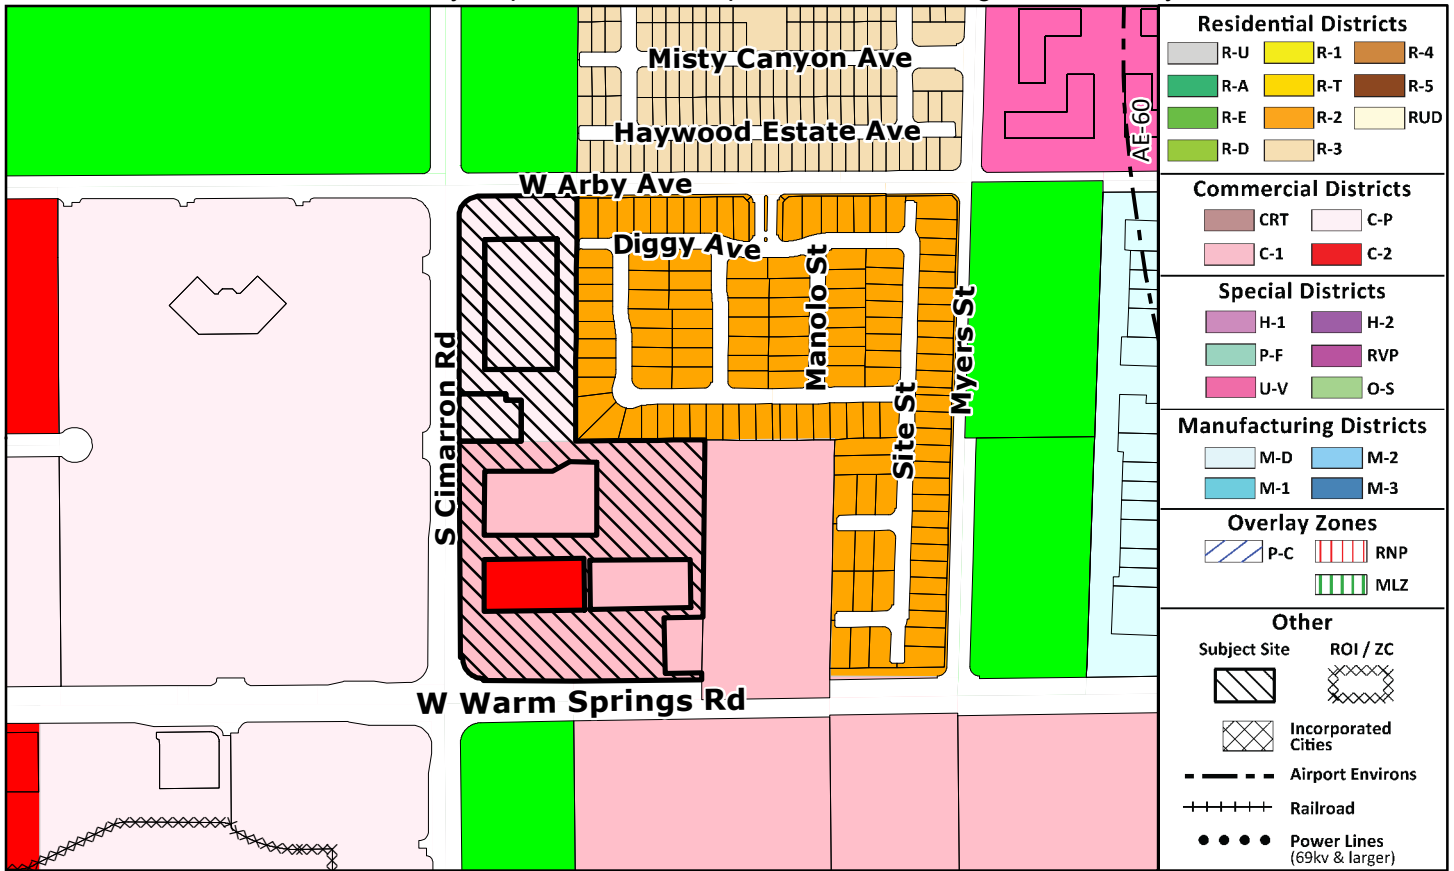 Misty Canyon Ave
Haywood Estate Ave
AE-60
W Arby Ave
Diggy Ave
Manolo St
Myers St
S Cimarron Rd
Site St
W Warm Springs Rd
Residential Districts
R-U R-1 R-4
R-A R-T R-5
R-E R-2 RUD
R-D R-3
Commercial Districts
CRT C-P
C-1 C-2
Special Districts
H-1 H-2
P-F RVP
U-V O-S
Manufacturing Districts
M-D M-2
M-1 M-3
Overlay Zones
P-C RNP
MLZ
Other
Subject Site ROI / ZC
Incorporated
Cities
Airport Environs
Railroad
Power Lines
(69kv & larger)